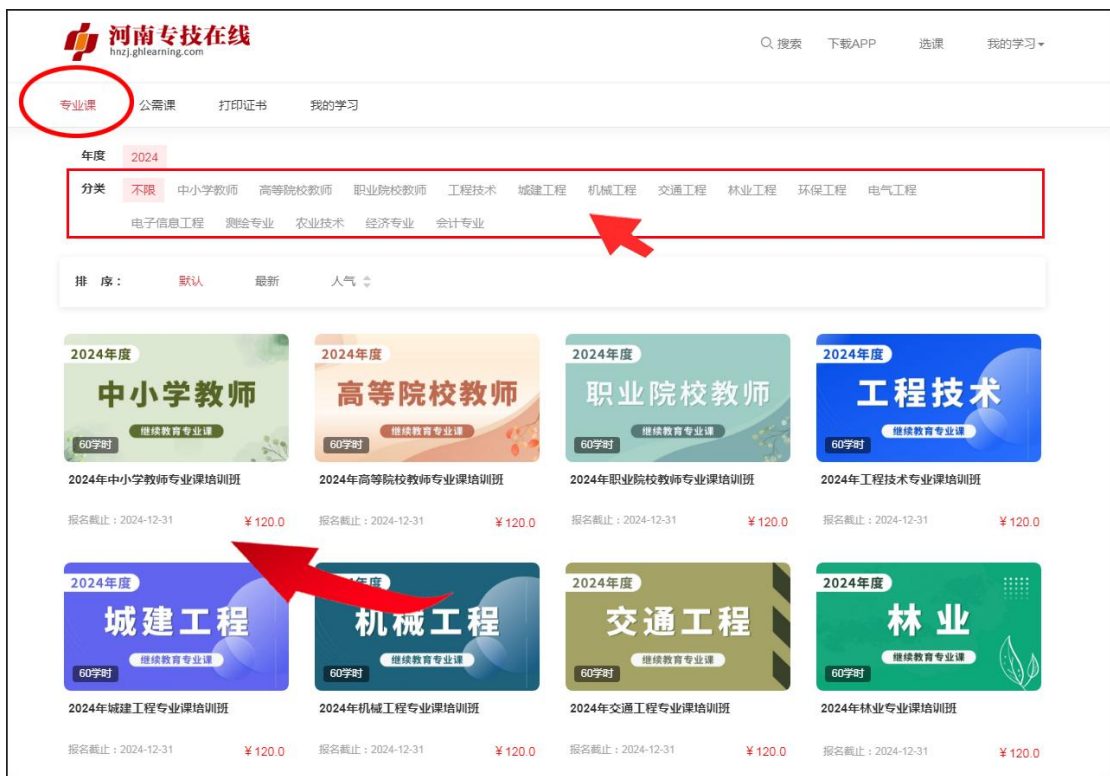 河南专技在线
hnzj.ghlearning.com
搜索 下载APP 选课 我的学习
专业课 公需课 打印证书 我的学习
年度 2024
分类 不限 中小学教师 高等院校教师 职业院校教师 工程技术 城建工程 机械工程 交通工程 林业工程 环保工程 电气工程
电子信息工程 测绘专业 农业技术 经济专业 会计专业
排 序： 默认 最新 人气
2024年度 2024年度 2024年度 2024年度
中小学教师 高等院校教师 职业院校教师 工程技术
继续教育专业课 继续教育专业课 继续教育专业课 继续教育专业课
60学时 60学时 60学时 60学时
2024年中小学教师专业课培训班 2024年高等院校教师专业课培训班 2024年职业院校教师专业课培训班 2024年工程技术专业课培训班
报名截止：2024-12-31 ¥120.0 报名截止：2024-12-31 ¥120.0 报名截止：2024-12-31 ¥120.0 报名截止：2024-12-31 ¥120.0
2024年度 年度 2024年度 2024年度
城建工程 机械工程 交通工程 林业
继续教育专业课 继续教育专业课 继续教育专业课 继续教育专业课
60学时 60学时 60学时 60学时
2024年城建工程专业课培训班 2024年机械工程专业课培训班 2024年交通工程专业课培训班 2024年林业专业课培训班
报名截止：2024-12-31 ¥120.0 报名截止：2024-12-31 ¥120.0 报名截止：2024-12-31 ¥120.0 报名截止：2024-12-31 ¥120.0